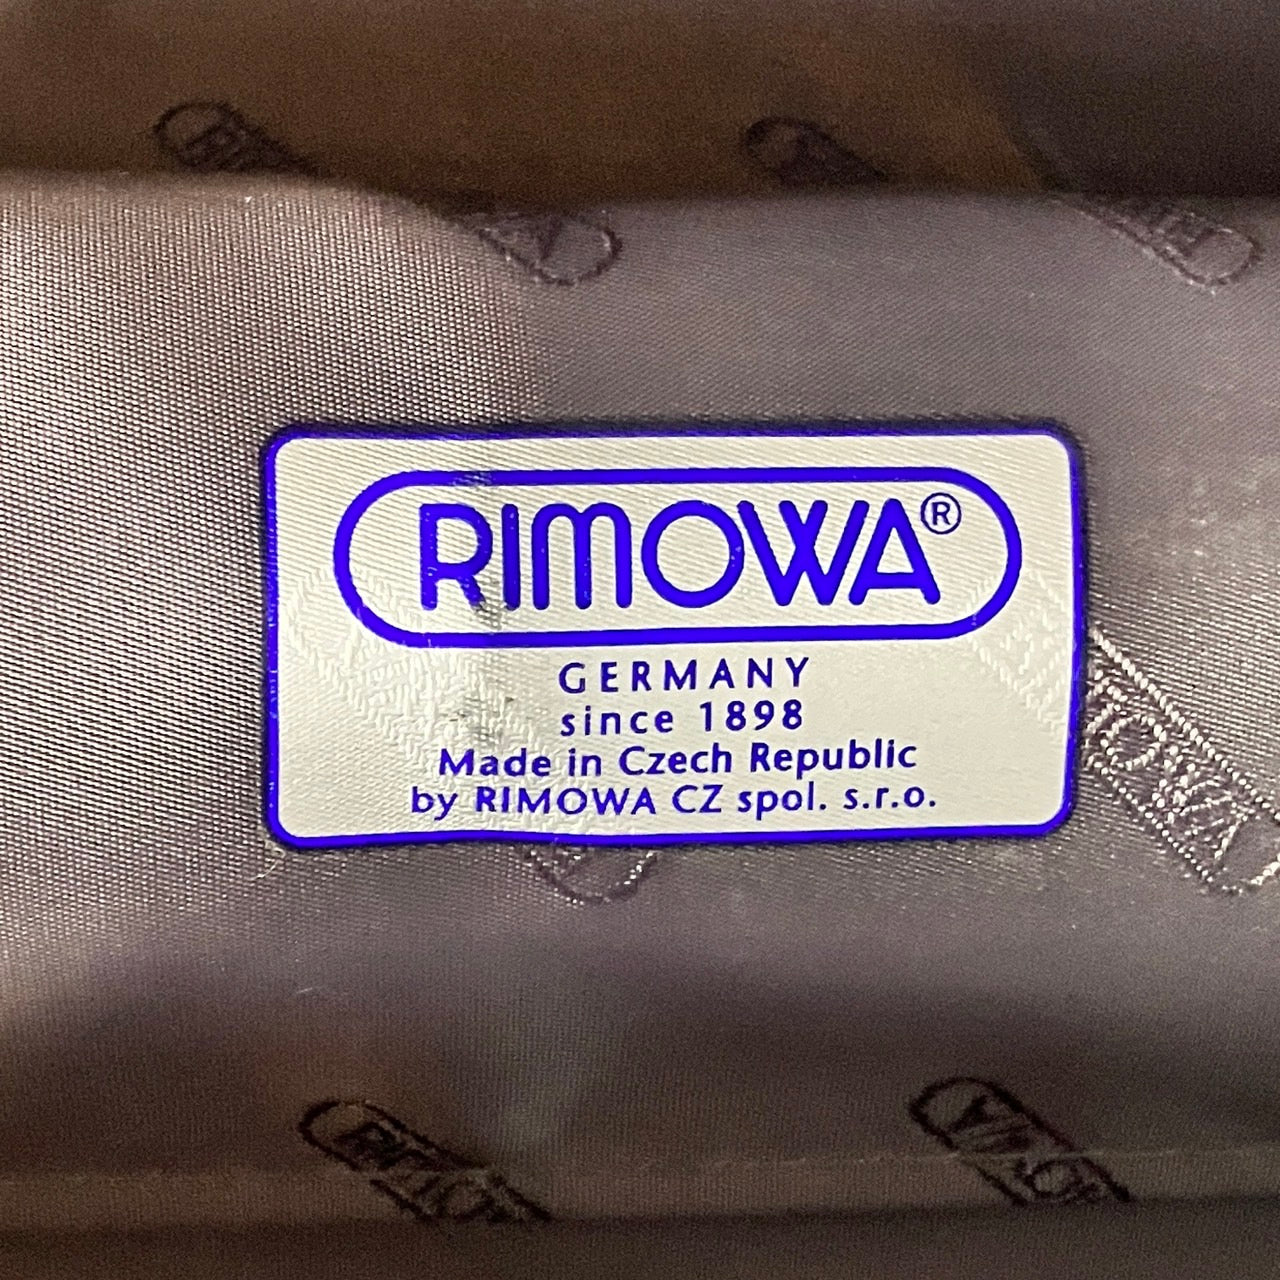 RIMOWA®
GERMANY
since 1898
Made in Czech Republic
by RIMOWA CZ spol. s.r.o.